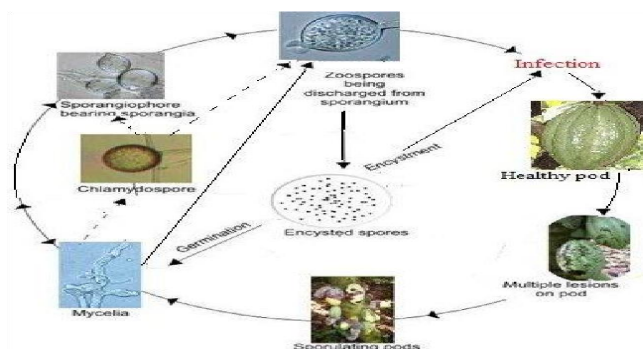 Sporangiophore
bearing sporangia
Zoospores
being
discharged from
sporangium
Infection
Healthy pod
Chlamydospore
Encystment
Encysted spores
Germination
Multiple lesions
on pod
Mycelia
Sporulating pods